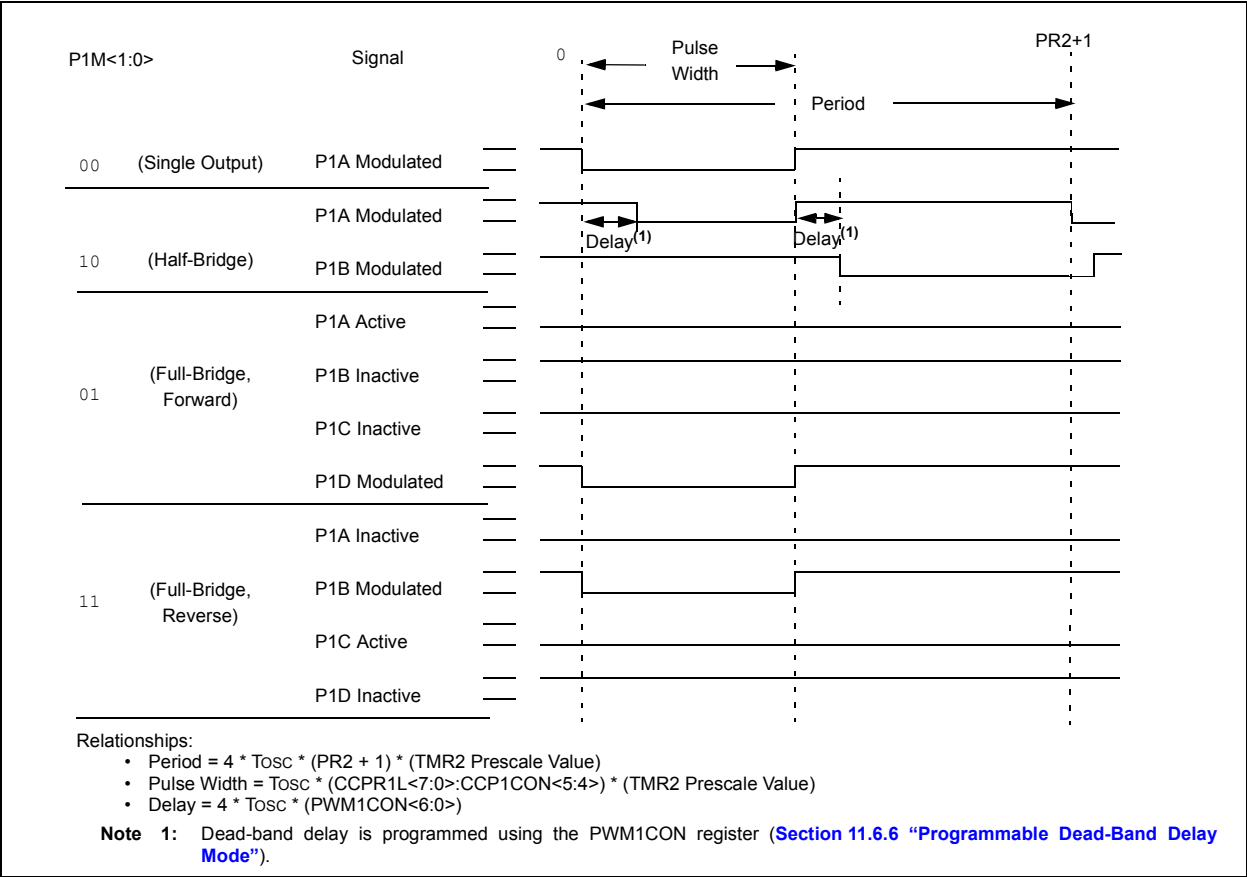 P1M<1:0> Signal 0 Pulse Width PR2+1
Period
00 (Single Output) P1A Modulated
P1A Modulated
Delay(1) Delay(1)
10 (Half-Bridge)
P1B Modulated
P1A Active
01 (Full-Bridge, Forward)
P1B Inactive
P1C Inactive
P1D Modulated
P1A Inactive
11 (Full-Bridge, Reverse)
P1B Modulated
P1C Active
P1D Inactive
Relationships:
• Period = 4 * TOSC * (PR2 + 1) * (TMR2 Prescale Value)
• Pulse Width = TOSC * (CCPR1L<7:0>:CCP1CON<5:4>) * (TMR2 Prescale Value)
• Delay = 4 * TOSC * (PWM1CON<6:0>)
Note 1: Dead-band delay is programmed using the PWM1CON register (Section 11.6.6 “Programmable Dead-Band Delay
Mode”).